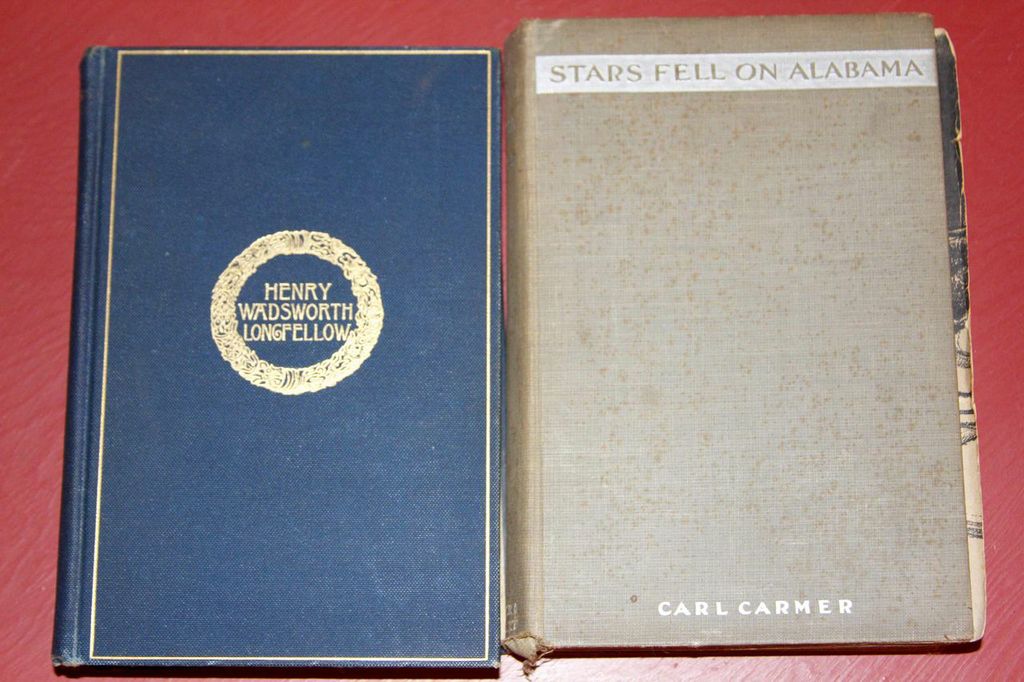 HENRY
WADSWORTH
LONGFELLOW
STARS FELL ON ALABAMA
CARL CARMER